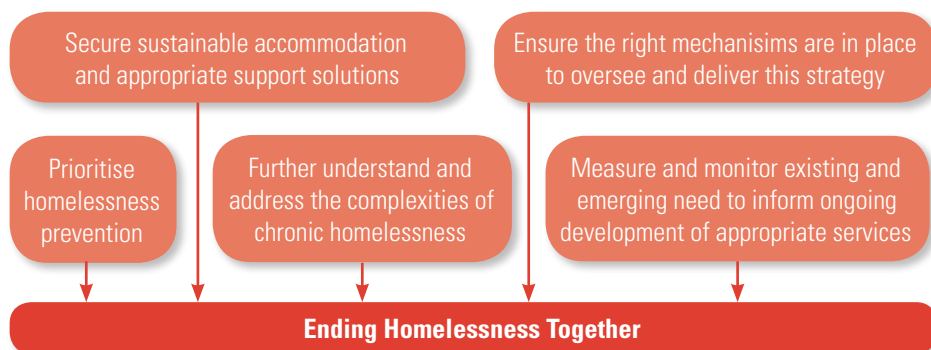 Secure sustainable accommodation
and appropriate support solutions
Ensure the right mechanisims are in place
to oversee and deliver this strategy
Prioritise
homelessness
prevention
Further understand and
address the complexities of
chronic homelessness
Measure and monitor existing and
emerging need to inform ongoing
development of appropriate services
Ending Homelessness Together